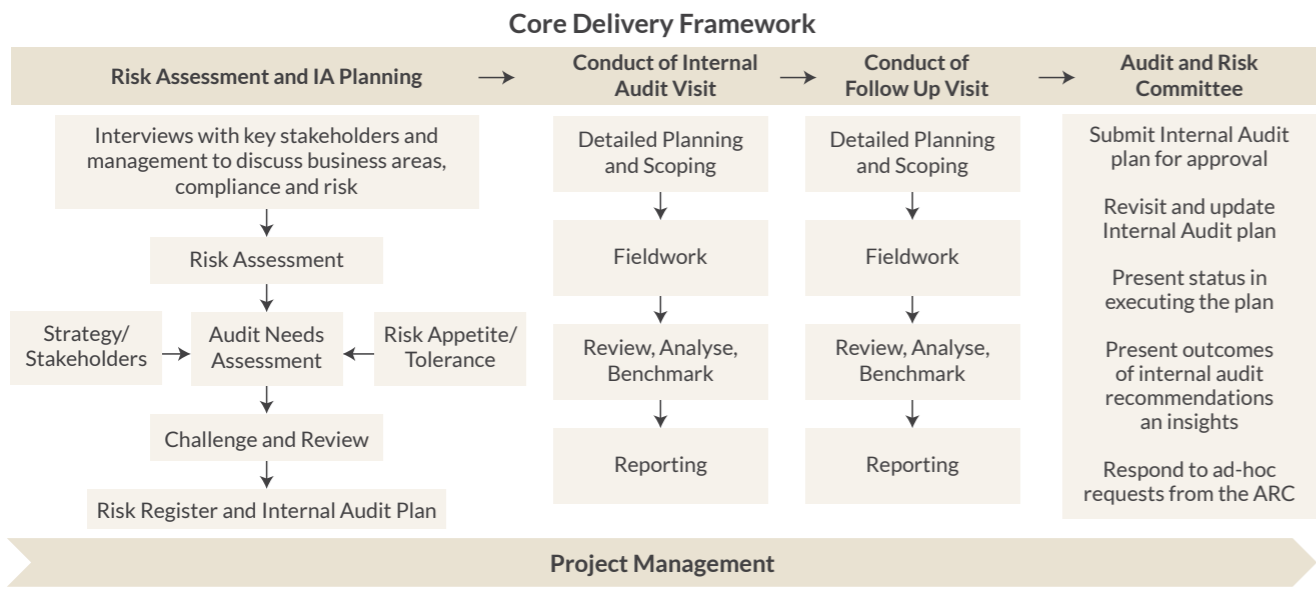 Core Delivery Framework
Risk Assessment and IA Planning
Conduct of Internal
Audit Visit
Conduct of
Follow Up Visit
Audit and Risk
Committee
Interviews with key stakeholders and
management to discuss business areas,
compliance and risk
Risk Assessment
Strategy/
Stakeholders
Audit Needs
Assessment
Risk Appetite/
Tolerance
Challenge and Review
Risk Register and Internal Audit Plan
Detailed Planning
and Scoping
Fieldwork
Review, Analyse,
Benchmark
Reporting
Detailed Planning
and Scoping
Fieldwork
Review, Analyse,
Benchmark
Reporting
Submit Internal Audit
plan for approval
Revisit and update
Internal Audit plan
Present status in
executing the plan
Present outcomes
of internal audit
recommendations
an insights
Respond to ad-hoc
requests from the ARC
Project Management